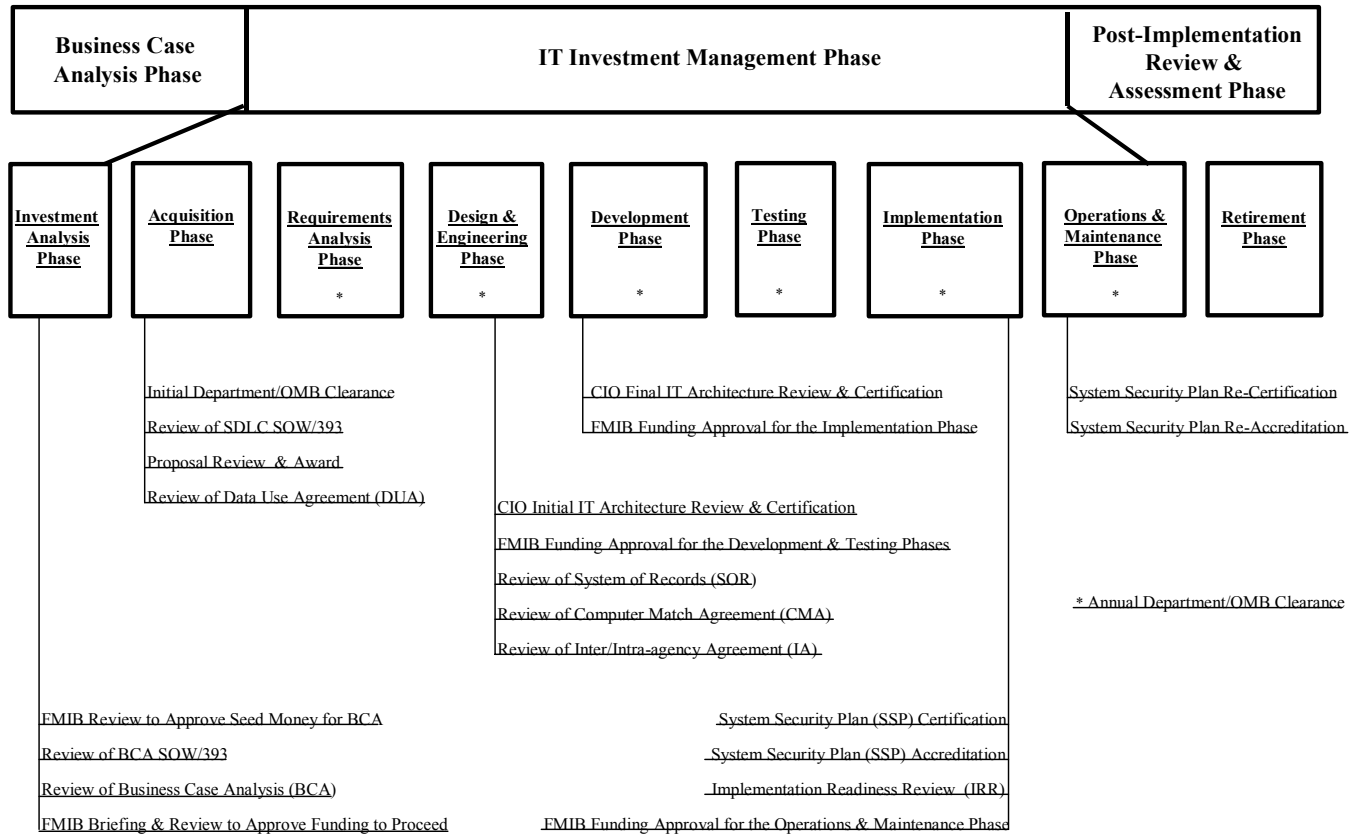 Business Case
Analysis Phase
IT Investment Management Phase
Post-Implementation
Review &
Assessment Phase
Investment
Analysis
Phase
Acquisition
Phase
Requirements
Analysis
Phase
*
Design &
Engineering
Phase
*
Development
Phase
*
Testing
Phase
*
Implementation
Phase
*
Operations &
Maintenance
Phase
*
Retirement
Phase
Initial Department/OMB Clearance
Review of SDLC SOW/393
Proposal Review & Award
Review of Data Use Agreement (DUA)
CIO Final IT Architecture Review & Certification
FMIB Funding Approval for the Implementation Phase
System Security Plan Re-Certification
System Security Plan Re-Accreditation
CIO Initial IT Architecture Review & Certification
FMIB Funding Approval for the Development & Testing Phases
Review of System of Records (SOR)
Review of Computer Match Agreement (CMA)
Review of Inter/Intra-agency Agreement (IA)
* Annual Department/OMB Clearance
FMIB Review to Approve Seed Money for BCA
Review of BCA SOW/393
Review of Business Case Analysis (BCA)
FMIB Briefing & Review to Approve Funding to Proceed
System Security Plan (SSP) Certification
System Security Plan (SSP) Accreditation
Implementation Readiness Review (IRR)
FMIB Funding Approval for the Operations & Maintenance Phase